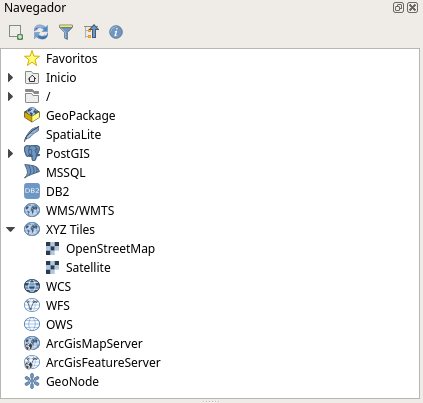 Navegador
Favoritos
Inicio
/
GeoPackage
SpatiaLite
PostGIS
MSSQL
DB2 DB2
WMS/WMTS
XYZ Tiles
OpenStreetMap
Satellite
WCS
WFS
OWS
ArcGisMapServer
ArcGisFeatureServer
GeoNode